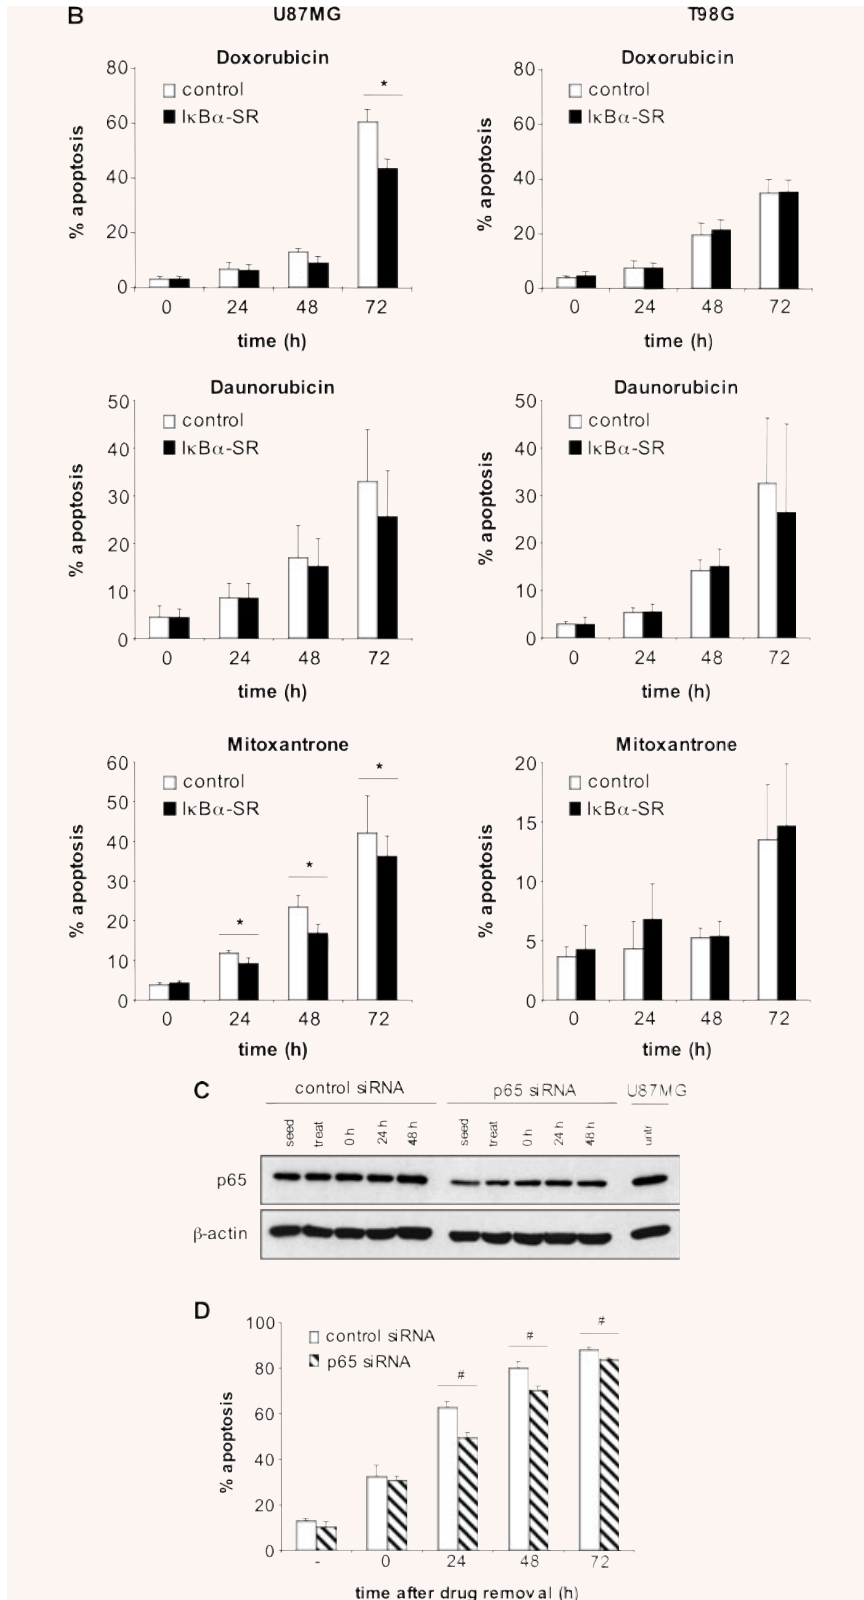 B U87MG T98G
Doxorubicin
80
60
40
20
0
% apoptosis
control
IκBα-SR
*
0 24 48 72
time (h)
Doxorubicin
80
60
40
20
0
% apoptosis
control
IκBα-SR
0 24 48 72
time (h)
Daunorubicin
50
40
30
20
10
0
% apoptosis
control
IκBα-SR
0 24 48 72
time (h)
Daunorubicin
50
40
30
20
10
0
% apoptosis
control
IκBα-SR
0 24 48 72
time (h)
Mitoxantrone
60
50
40
30
20
10
0
% apoptosis
control
IκBα-SR
* * *
0 24 48 72
time (h)
Mitoxantrone
20
15
10
5
0
% apoptosis
control
IκBα-SR
0 24 48 72
time (h)
C
control siRNA p65 siRNA U87MG
seed treat 0 h 24 h 48 h seed treat 0 h 24 h 48 h untr
p65
β-actin
D
100
80
60
40
20
0
% apoptosis
control siRNA
p65 siRNA
# # #
- 0 24 48 72
time after drug removal (h)